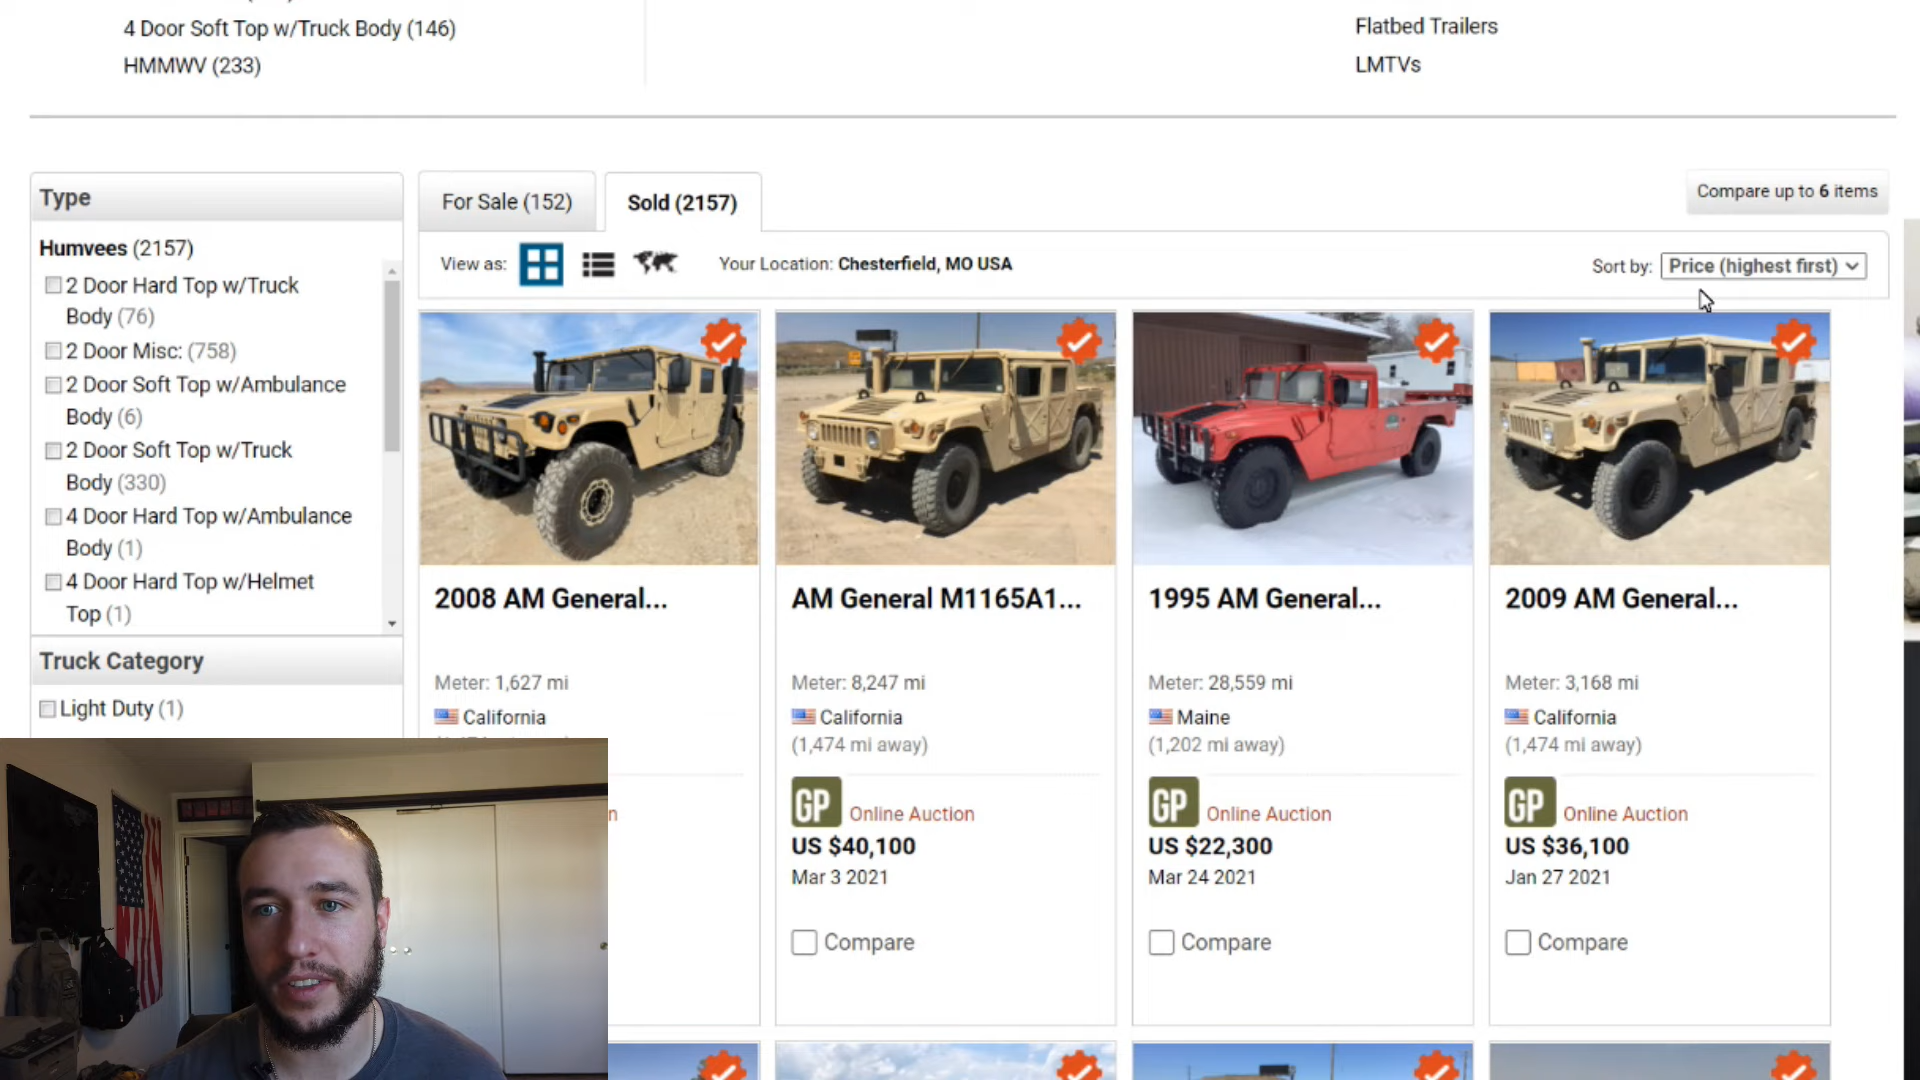 4 Door Soft Top w/Truck Body (146)
HMMWV (233)
Flatbed Trailers
LMTVs
Type
Humvees (2157)
2 Door Hard Top w/Truck
Body (76)
2 Door Misc: (758)
2 Door Soft Top w/Ambulance
Body (6)
2 Door Soft Top w/Truck
Body (330)
4 Door Hard Top w/Ambulance
Body (1)
4 Door Hard Top w/Helmet
Top (1)
Truck Category
Light Duty (1)
For Sale (152)
Sold (2157)
Compare up to 6 items
View as:
Your Location: Chesterfield, MO USA
Sort by: Price (highest first)
2008 AM General...
Meter: 1,627 mi
California
AM General M1165A1...
Meter: 8,247 mi
California
(1,474 mi away)
GP Online Auction
US $40,100
Mar 3 2021
Compare
1995 AM General...
Meter: 28,559 mi
Maine
(1,202 mi away)
GP Online Auction
US $22,300
Mar 24 2021
Compare
2009 AM General...
Meter: 3,168 mi
California
(1,474 mi away)
GP Online Auction
US $36,100
Jan 27 2021
Compare